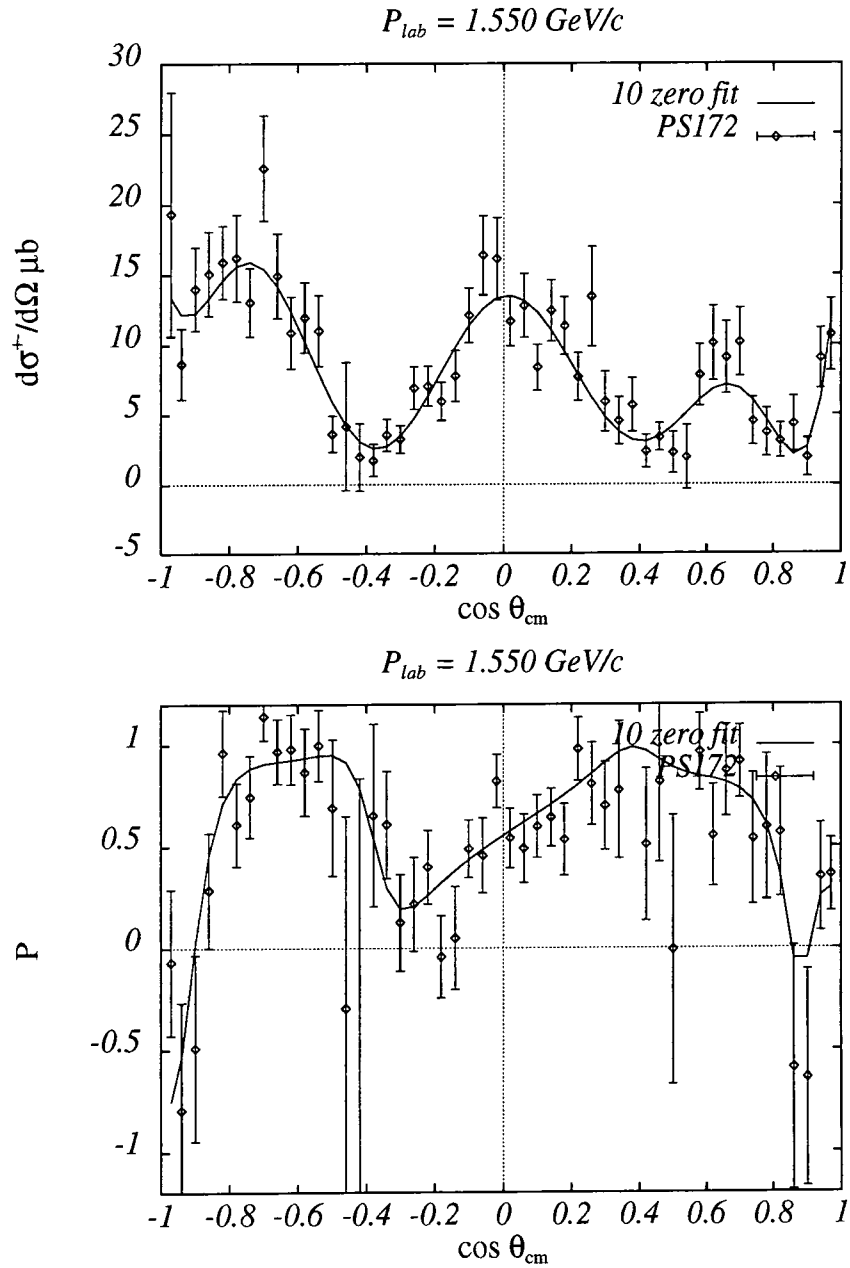 P_lab = 1.550 GeV/c
30
25
20
15
10
5
0
-5
dσ⁺/dΩ μb
10 zero fit
PS172
-1 -0.8 -0.6 -0.4 -0.2 0 0.2 0.4 0.6 0.8 1
cos θ_cm
P_lab = 1.550 GeV/c
1
0.5
0
-0.5
-1
P
10 zero fit
PS172
-1 -0.8 -0.6 -0.4 -0.2 0 0.2 0.4 0.6 0.8 1
cos θ_cm